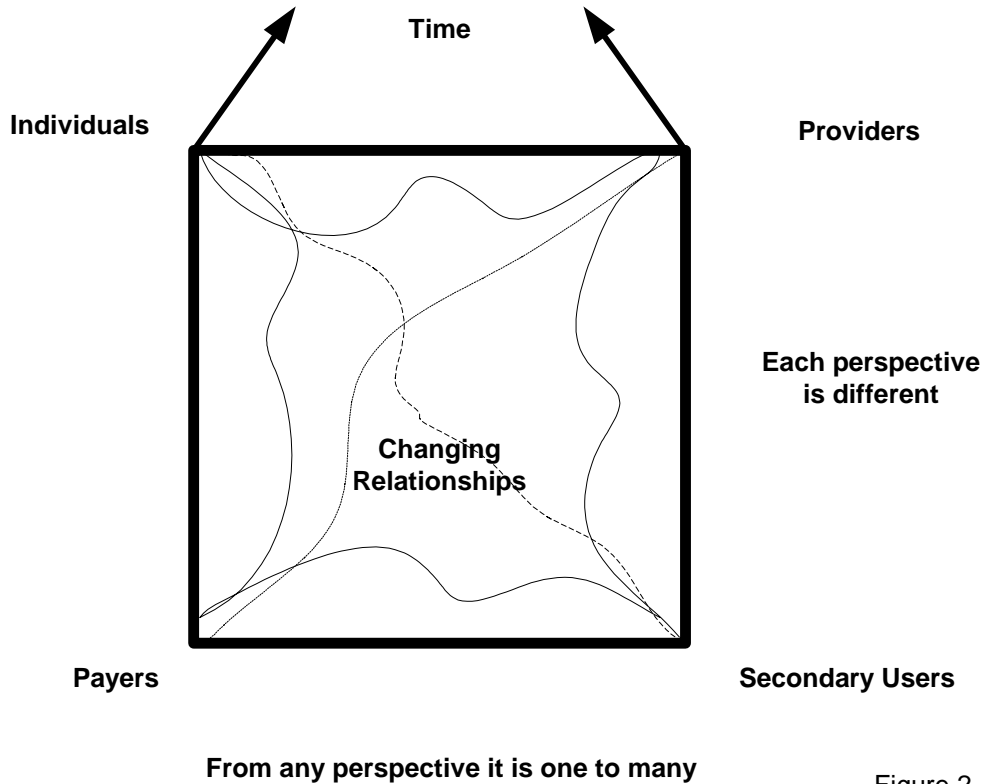 Time
Individuals
Providers
Each perspective
is different
Changing
Relationships
Payers
Secondary Users
From any perspective it is one to many
Figure 2